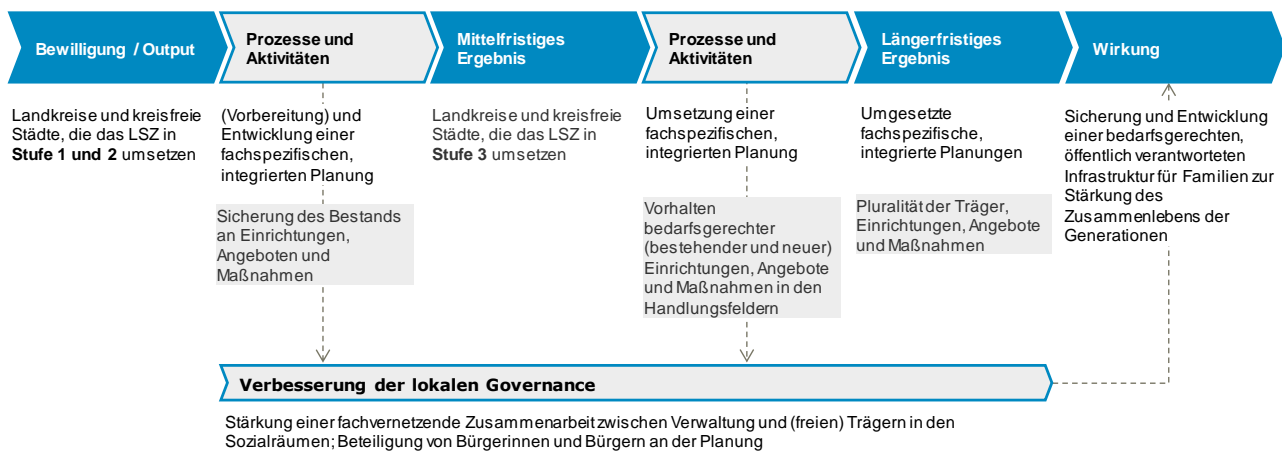 Bewilligung / Output
Prozesse und
Aktivitäten
Mittelfristiges
Ergebnis
Prozesse und
Aktivitäten
Längerfristiges
Ergebnis
Wirkung
Landkreise und kreisfreie
Städte, die das LSZ in
Stufe 1 und 2 umsetzen
(Vorbereitung) und
Entwicklung einer
fachspezifischen,
integrierten Planung
Sicherung des Bestands
an Einrichtungen,
Angeboten und
Maßnahmen
Landkreise und kreisfreie
Städte, die das LSZ in
Stufe 3 umsetzen
Umsetzung einer
fachspezifischen,
integrierten Planung
Vorhalten
bedarfsgerechter
(bestehender und neuer)
Einrichtungen, Angebote
und Maßnahmen in den
Handlungsfeldern
Umgesetzte
fachspezifische,
integrierte Planungen
Pluralität der Träger,
Einrichtungen, Angebote
und Maßnahmen
Sicherung und Entwicklung
einer bedarfsgerechten,
öffentlich verantworteten
Infrastruktur für Familien zur
Stärkung des
Zusammenlebens der
Generationen
Verbesserung der lokalen Governance
Stärkung einer fachvernetzende Zusammenarbeit zwischen Verwaltung und (freien) Trägern in den
Sozialräumen; Beteiligung von Bürgerinnen und Bürgern an der Planung